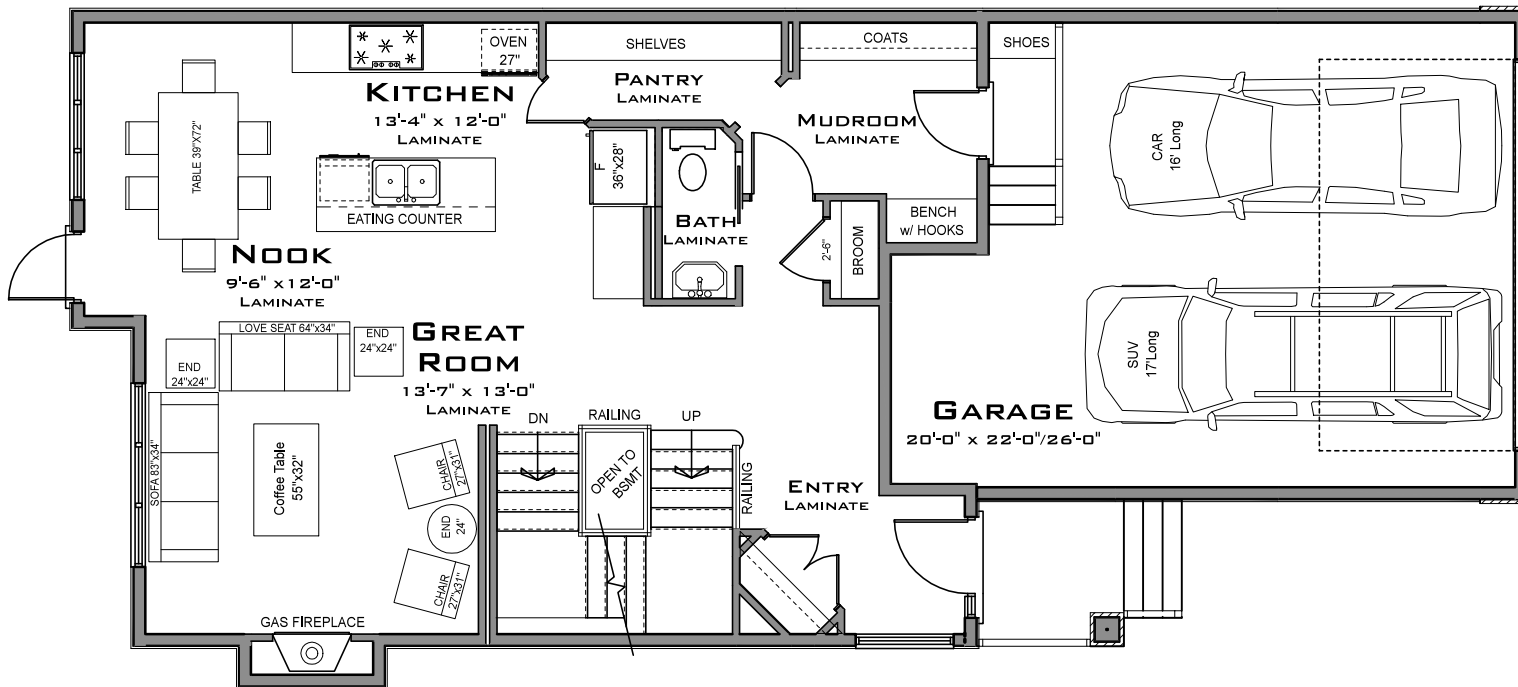 OVEN
27"
SHELVES
COATS
SHOES
KITCHEN
13'-4" x 12'-0"
LAMINATE
PANTRY
LAMINATE
MUDROOM
LAMINATE
CAR
16' Long
TABLE 39"X72"
F
36"x28"
EATING COUNTER
BATH
LAMINATE
BENCH
w/ HOOKS
2'-6"
BROOM
NOOK
9'-6" x 12'-0"
LAMINATE
LOVE SEAT 64"x34"
END
24"x24"
END
24"x24"
GREAT
ROOM
13'-7" x 13'-0"
LAMINATE
SUV
17'Long
GARAGE
20'-0" x 22'-0"/26'-0"
DN
RAILING
UP
SOFA 83"x34"
Coffee Table
55"x32"
CHAIR
27"x31"
OPEN TO
BSMT
RAILING
ENTRY
LAMINATE
END
24"
CHAIR
27"x31"
GAS FIREPLACE